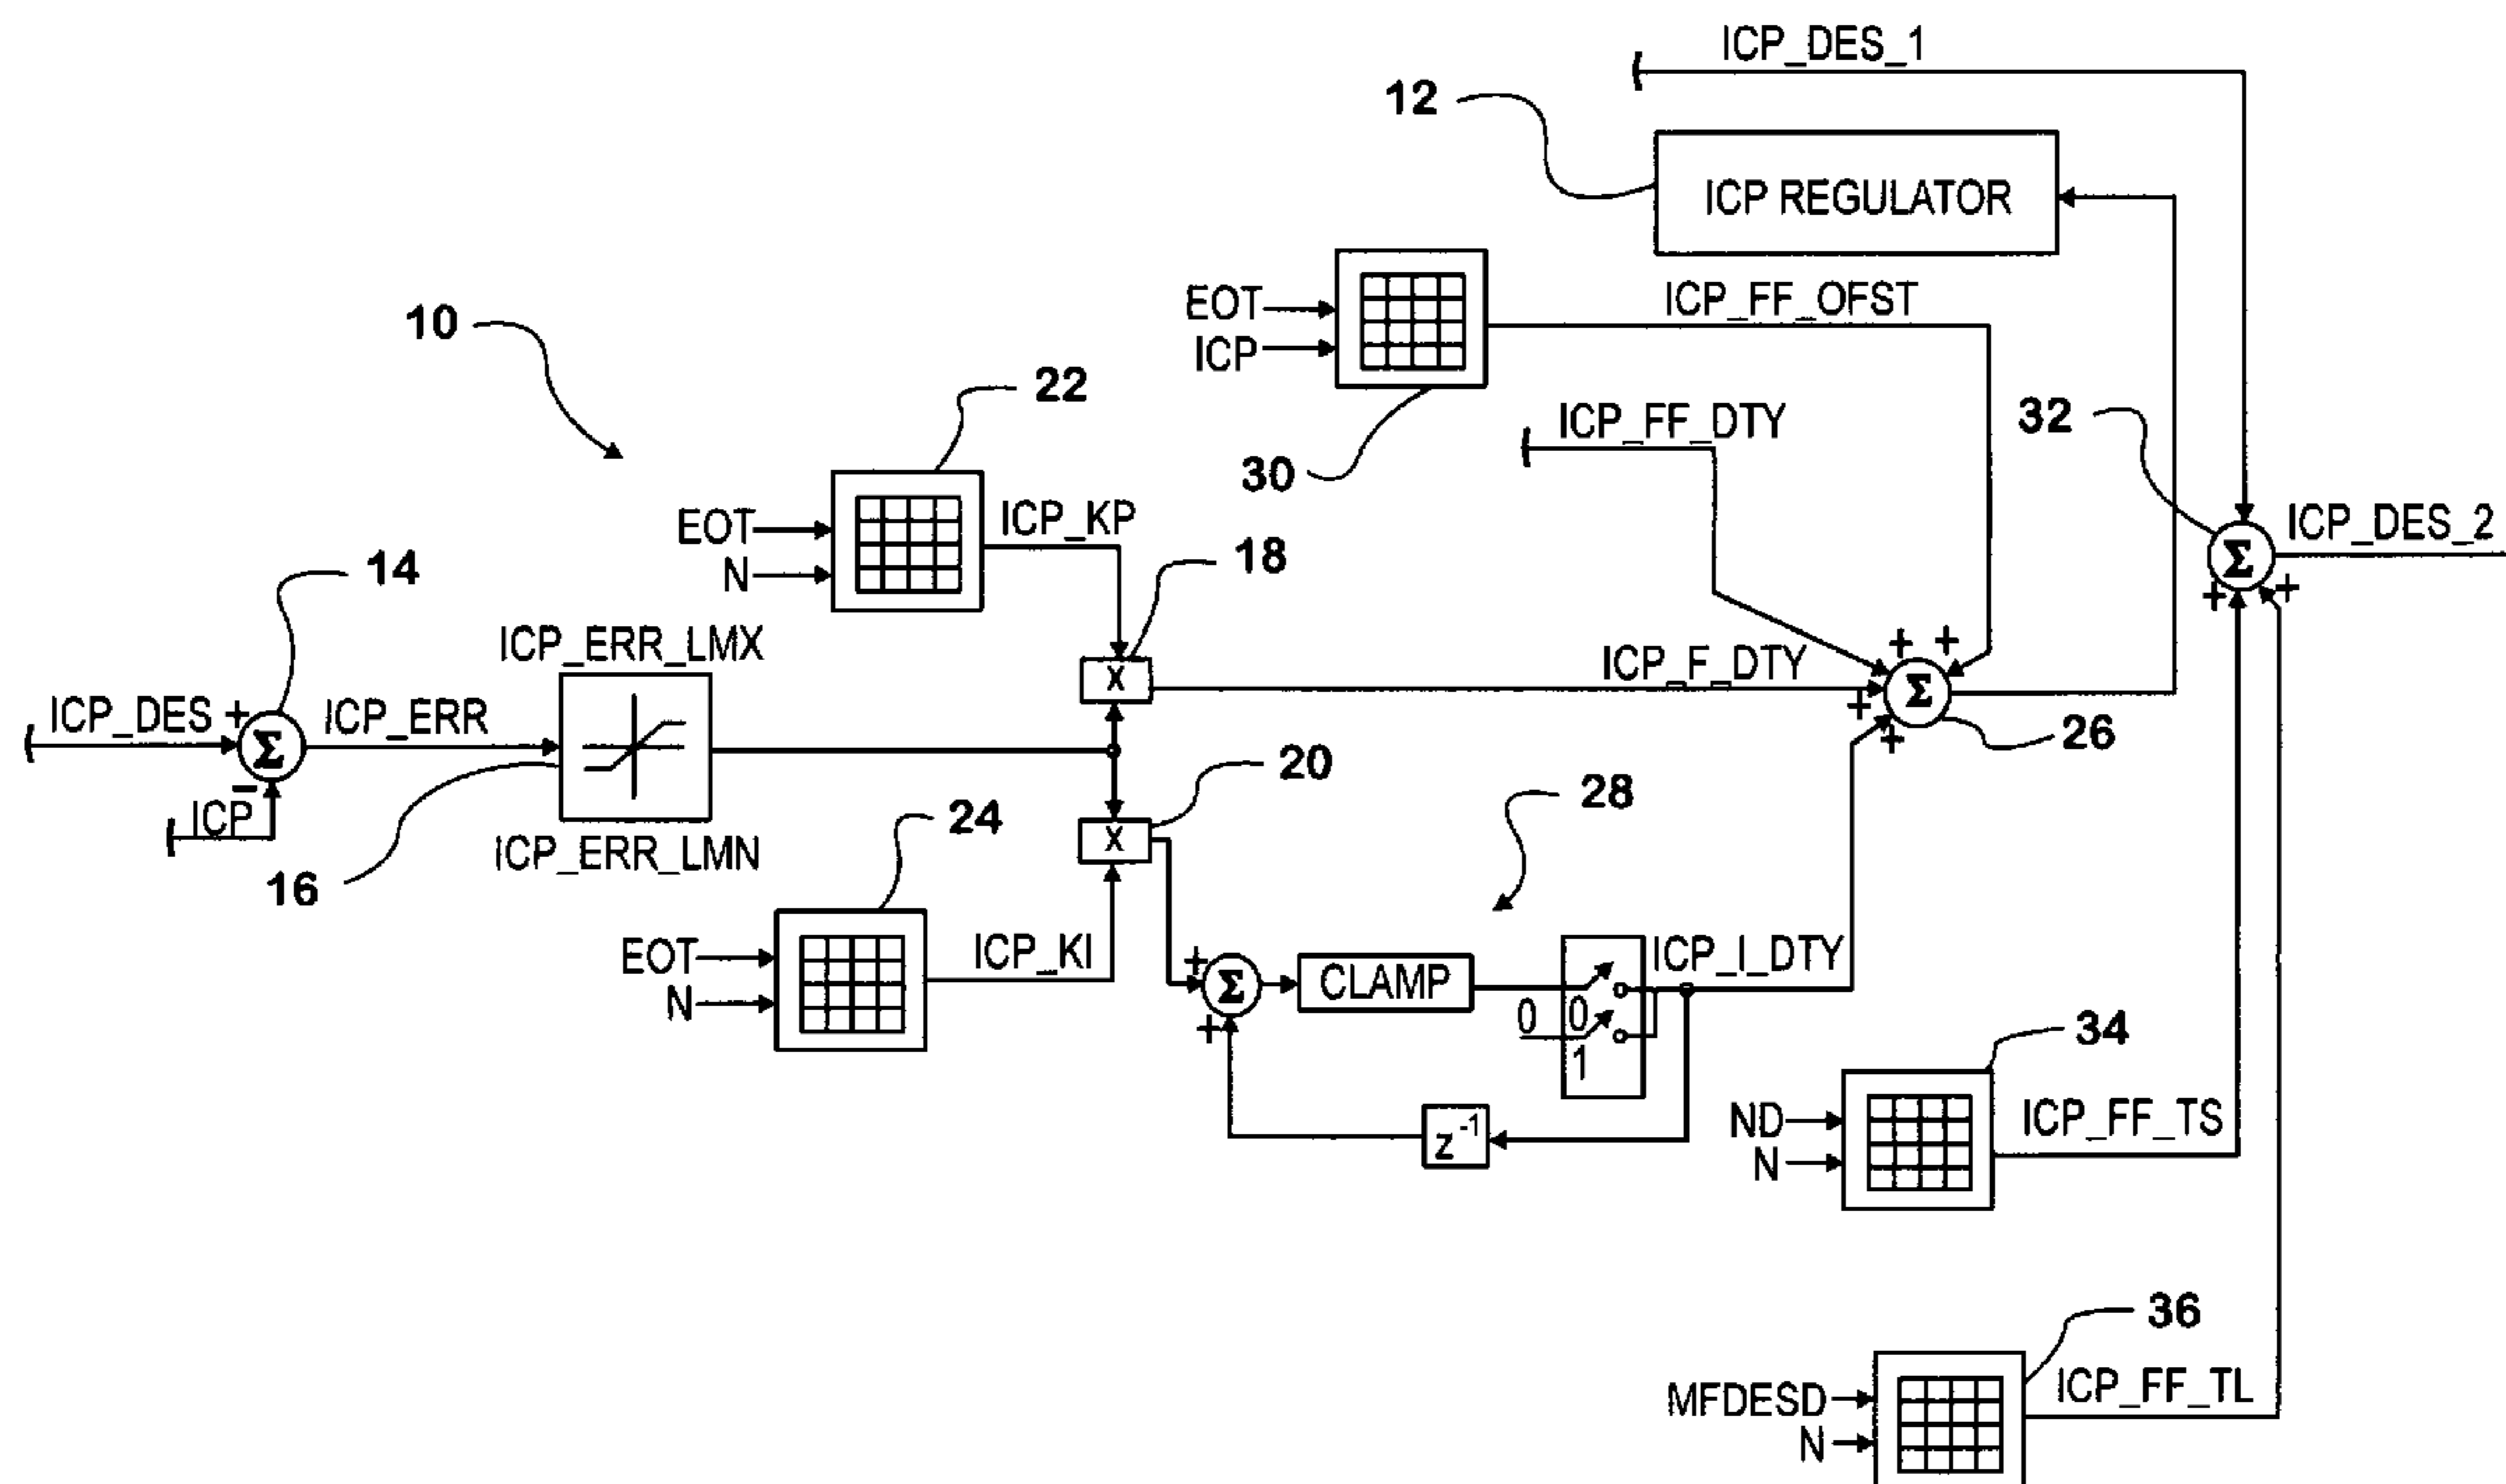 ICP_DES_1
12
ICP REGULATOR
EOT
ICP
ICP_FF_OFST
10
22
ICP_FF_DTY
32
30
EOT
N
ICP_KP
ICP_DES_2
18
14
Σ
+
+
ICP_ERR_LMX
ICP_F_DTY
+
+
X
Σ
+
+
26
ICP_DES
+
ICP_ERR
Σ
−
ICP
20
28
16
ICP_ERR_LMN
24
X
EOT
N
ICP_KI
+
Σ
+
CLAMP
0
0
1
ICP_I_DTY
34
z-1
ND
N
ICP_FF_TS
36
MFDESD
N
ICP_FF_TL